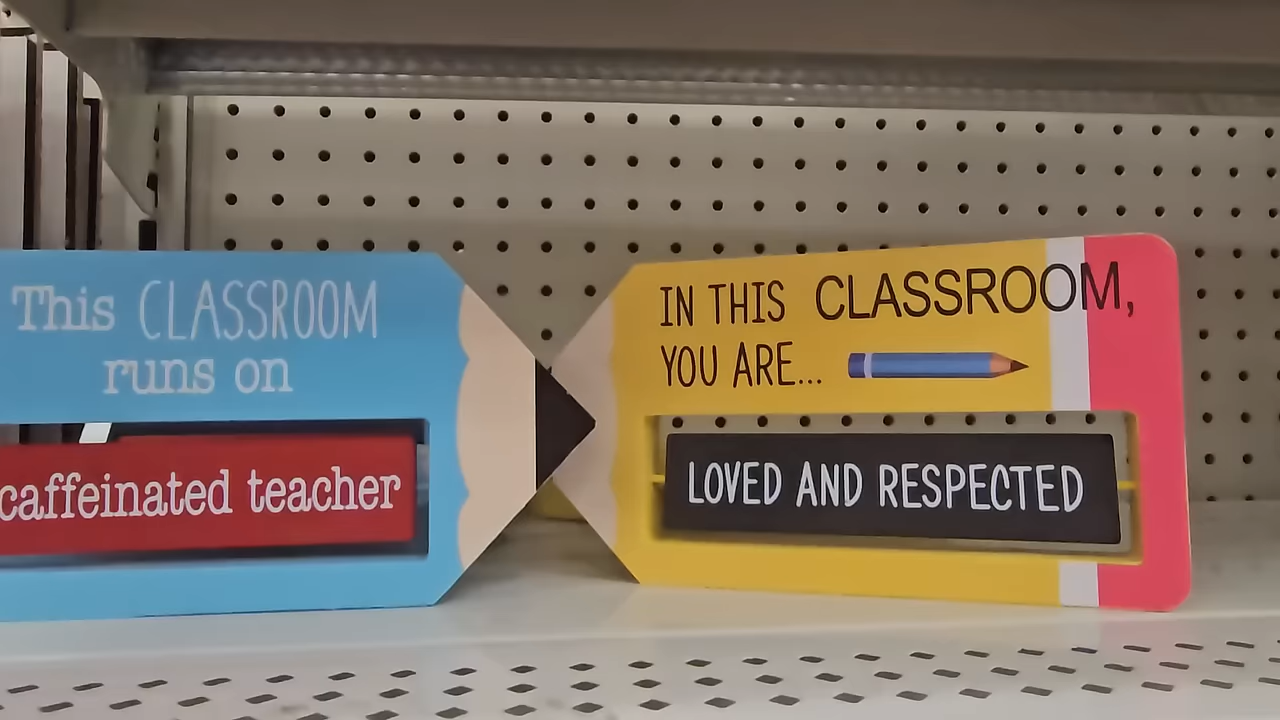 This CLASSROOM
runs on
caffeinated teacher
IN THIS CLASSROOM,
YOU ARE...
LOVED AND RESPECTED